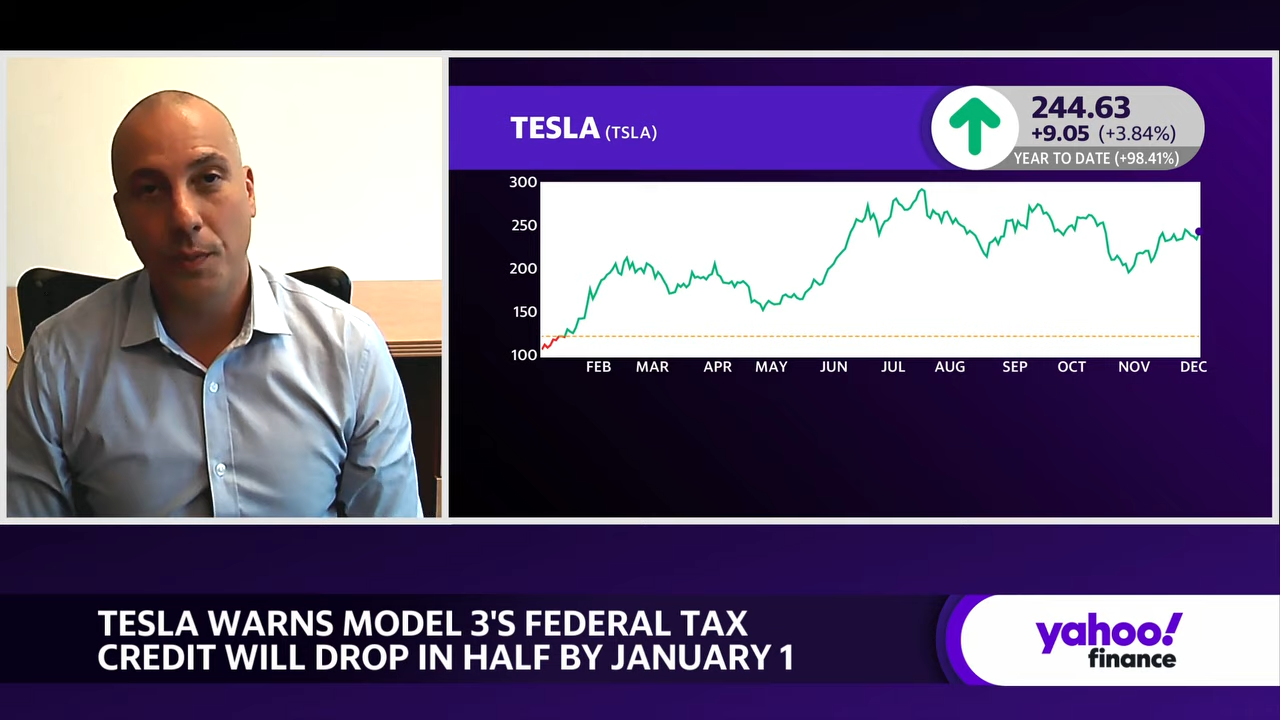 TESLA (TSLA)
244.63
+9.05 (+3.84%)
YEAR TO DATE (+98.41%)
300
250
200
150
100
FEB MAR APR MAY JUN JUL AUG SEP OCT NOV DEC
TESLA WARNS MODEL 3'S FEDERAL TAX
CREDIT WILL DROP IN HALF BY JANUARY 1
yahoo!
finance